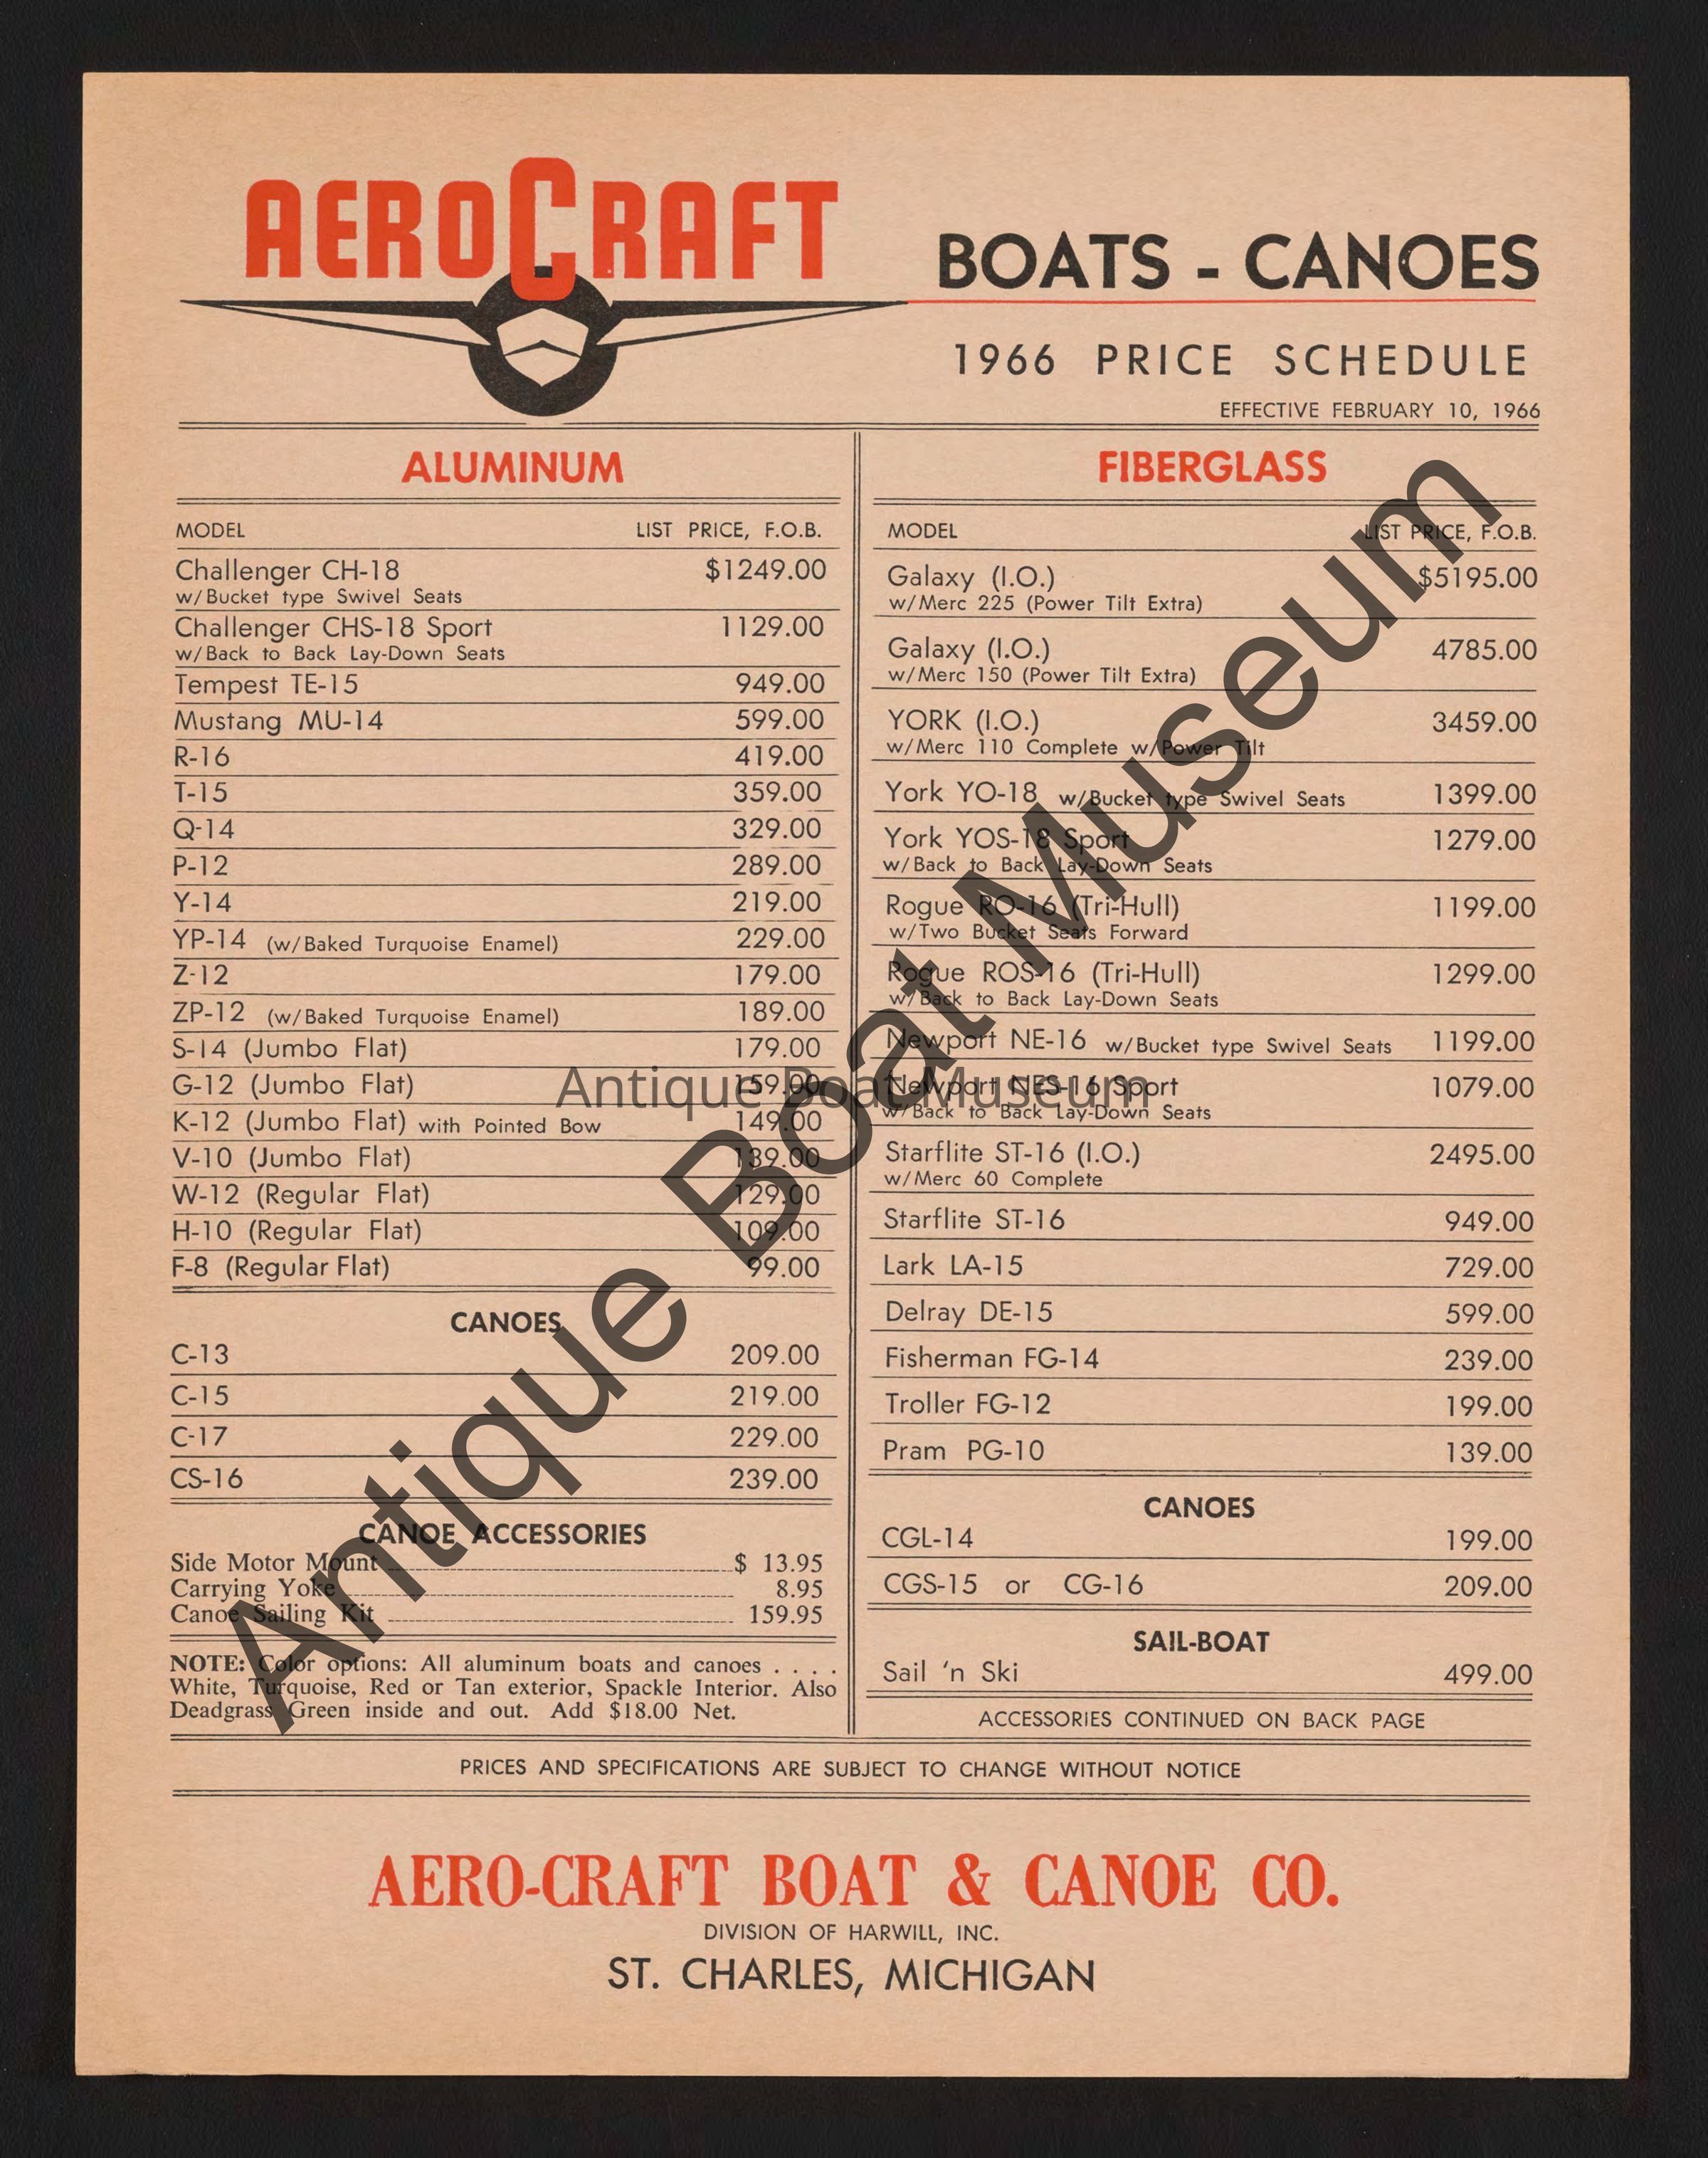 AEROCRAFT
BOATS - CANOES
1966 PRICE SCHEDULE
EFFECTIVE FEBRUARY 10, 1966
ALUMINUM
MODEL LIST PRICE, F.O.B.
Challenger CH-18 $1249.00
w/Bucket type Swivel Seats
Challenger CHS-18 Sport 1129.00
w/Back to Back Lay-Down Seats
Tempest TE-15 949.00
Mustang MU-14 599.00
R-16 419.00
T-15 359.00
Q-14 329.00
P-12 289.00
Y-14 219.00
YP-14 (w/Baked Turquoise Enamel) 229.00
Z-12 179.00
ZP-12 (w/Baked Turquoise Enamel) 189.00
S-14 (Jumbo Flat) 179.00
G-12 (Jumbo Flat) 159.00
K-12 (Jumbo Flat) with Pointed Bow 149.00
V-10 (Jumbo Flat) 139.00
W-12 (Regular Flat) 129.00
H-10 (Regular Flat) 109.00
F-8 (Regular Flat) 99.00
CANOES
C-13 209.00
C-15 219.00
C-17 229.00
CS-16 239.00
CANOE ACCESSORIES
Side Motor Mount $ 13.95
Carrying Yoke 8.95
Canoe Sailing Kit 159.95
NOTE: Color options: All aluminum boats and canoes . . . .
White, Turquoise, Red or Tan exterior, Spackle Interior. Also
Deadgrass Green inside and out. Add $18.00 Net.
FIBERGLASS
MODEL LIST PRICE, F.O.B.
Galaxy (I.O.) $5195.00
w/Merc 225 (Power Tilt Extra)
Galaxy (I.O.) 4785.00
w/Merc 150 (Power Tilt Extra)
YORK (I.O.) 3459.00
w/Merc 110 Complete w/Power Tilt
York YO-18 w/Bucket type Swivel Seats 1399.00
York YOS-18 Sport 1279.00
w/Back to Back Lay-Down Seats
Rogue RO-16 (Tri-Hull) 1199.00
w/Two Bucket Seats Forward
Rogue ROS-16 (Tri-Hull) 1299.00
w/Back to Back Lay-Down Seats
Newport NE-16 w/Bucket type Swivel Seats 1199.00
Newport NES-16 Sport 1079.00
w/Back to Back Lay-Down Seats
Starflite ST-16 (I.O.) 2495.00
w/Merc 60 Complete
Starflite ST-16 949.00
Lark LA-15 729.00
Delray DE-15 599.00
Fisherman FG-14 239.00
Troller FG-12 199.00
Pram PG-10 139.00
CANOES
CGL-14 199.00
CGS-15 or CG-16 209.00
SAIL-BOAT
Sail 'n Ski 499.00
ACCESSORIES CONTINUED ON BACK PAGE
PRICES AND SPECIFICATIONS ARE SUBJECT TO CHANGE WITHOUT NOTICE
AERO-CRAFT BOAT & CANOE CO.
DIVISION OF HARWILL, INC.
ST. CHARLES, MICHIGAN
Antique Boat Museum
Antique Boat Museum